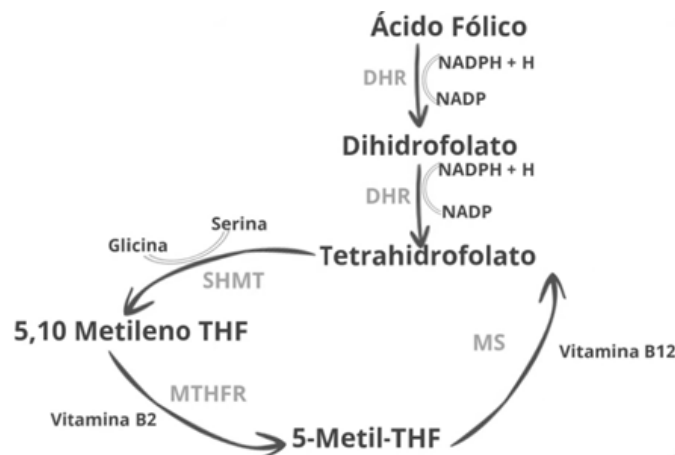 Ácido Fólico
NADPH + H
DHR
NADP
Dihidrofolato
NADPH + H
DHR
NADP
Serina
Glicina
Tetrahidrofolato
SHMT
5,10 Metileno THF
MS
Vitamina B12
MTHFR
Vitamina B2
5-Metil-THF